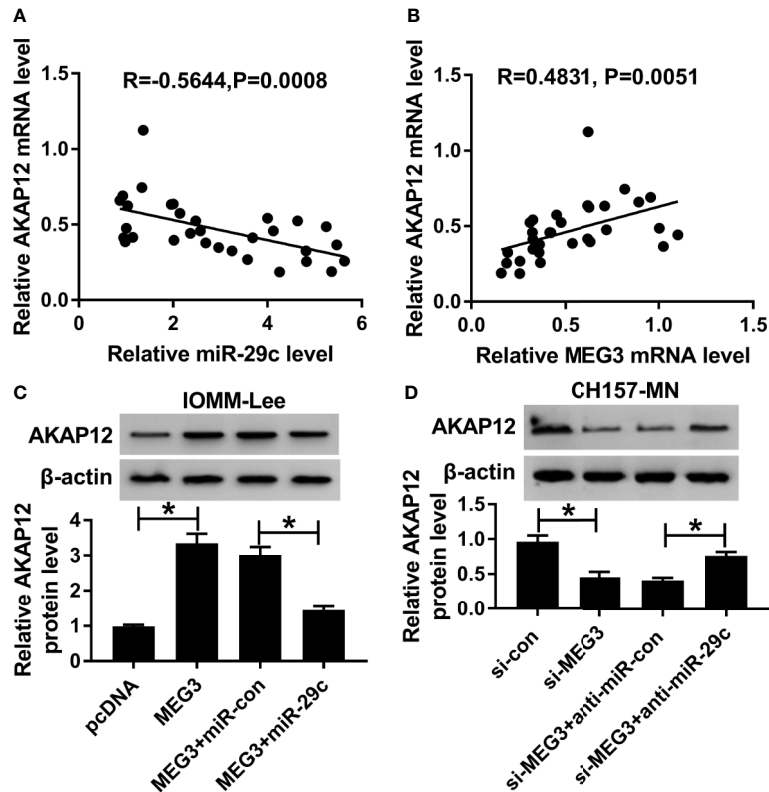 A
R=-0.5644,P=0.0008
Relative AKAP12 mRNA level
1.5
1.0
0.5
0.0
0
2
4
6
Relative miR-29c level
B
R=0.4831, P=0.0051
Relative AKAP12 mRNA level
1.5
1.0
0.5
0.0
0.0
0.5
1.0
1.5
Relative MEG3 mRNA level
C
IOMM-Lee
AKAP12
β-actin
*
*
Relative AKAP12
protein level
4
3
2
1
0
pcDNA
MEG3
MEG3+miR-con
MEG3+miR-29c
D
CH157-MN
AKAP12
β-actin
*
*
Relative AKAP12
protein level
1.5
1.0
0.5
0.0
si-con
si-MEG3
si-MEG3+anti-miR-con
si-MEG3+anti-miR-29c